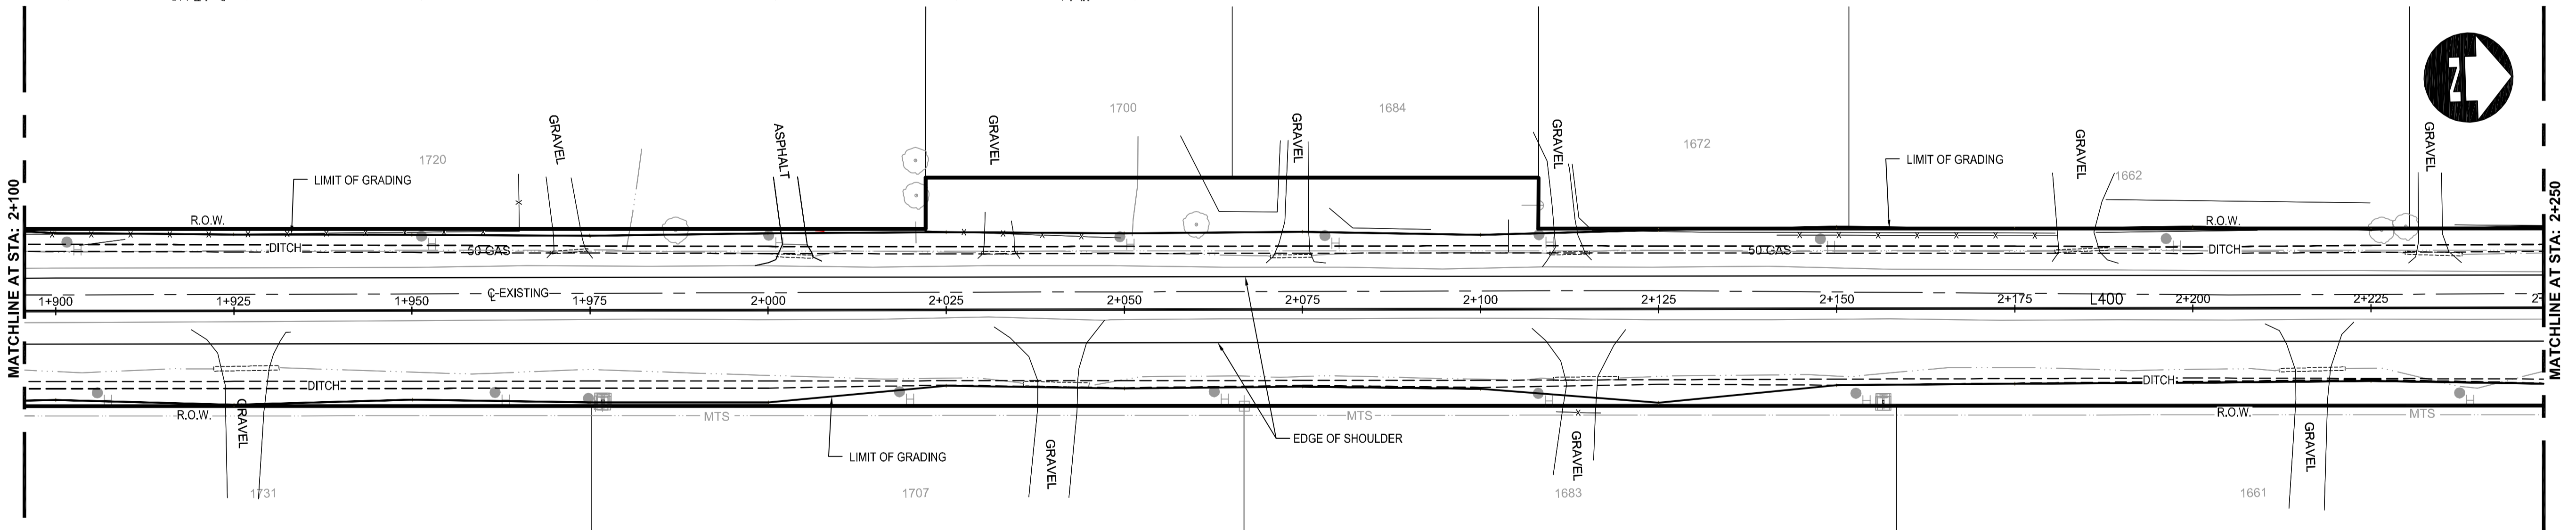 MATCHLINE AT STA: 2+100
1700
1684
N
GRAVEL
ASPHALT
GRAVEL
GRAVEL
GRAVEL
GRAVEL
GRAVEL
1672
1720
1662
LIMIT OF GRADING
LIMIT OF GRADING
R.O.W.
R.O.W.
DITCH
50 GAS
50 GAS
DITCH
℄-EXISTING
1+900
1+925
1+950
1+975
2+000
2+025
2+050
2+075
2+100
2+125
2+150
2+175
L400
2+200
2+225
DITCH
DITCH
R.O.W.
MTS
MTS
R.O.W.
MTS
GRAVEL
GRAVEL
GRAVEL
GRAVEL
EDGE OF SHOULDER
LIMIT OF GRADING
1731
1707
1683
1661
MATCHLINE AT STA: 2+250